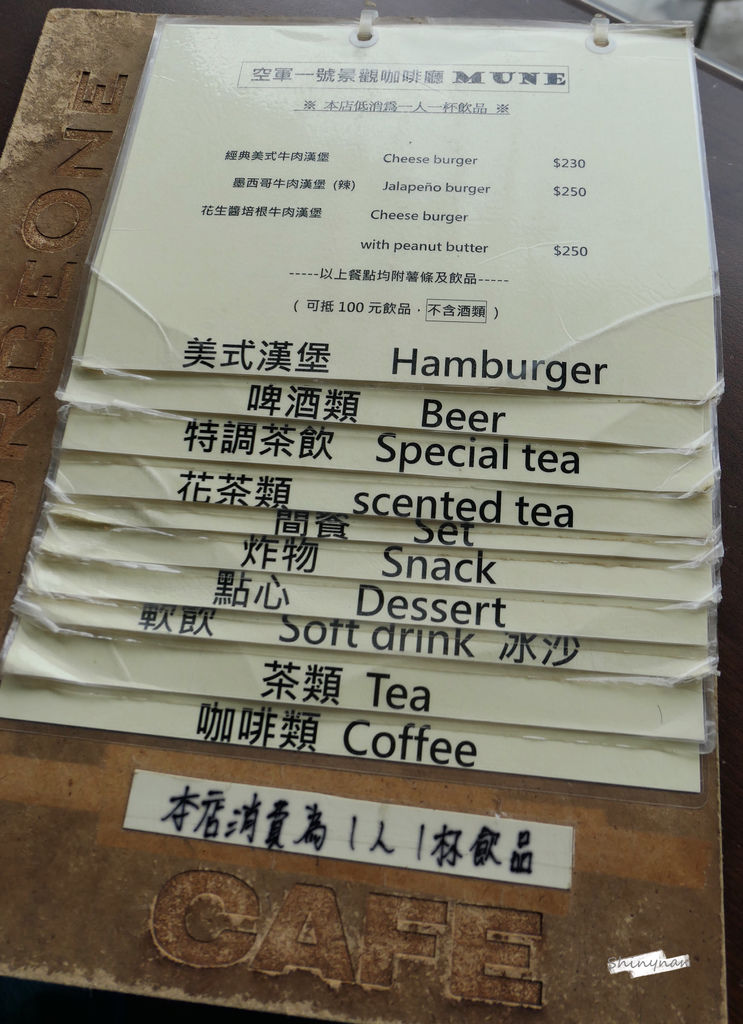 空軍一號景觀咖啡廳 MUNE
※ 本店低消為一人一杯飲品 ※
經典美式牛肉漢堡 Cheese burger $230
墨西哥牛肉漢堡 (辣) Jalapeño burger $250
花生醬培根牛肉漢堡 Cheese burger
with peanut butter $250
-----以上餐點均附薯條及飲品-----
( 可抵 100 元飲品，不含酒類 )
美式漢堡 Hamburger
啤酒類 Beer
特調茶飲 Special tea
花茶類 scented tea
簡餐 Set
炸物 Snack
點心 Dessert
軟飲 Soft drink 冰沙
茶類 Tea
咖啡類 Coffee
本店消費為1人1杯飲品
CAFE
RCEONE
shinynan